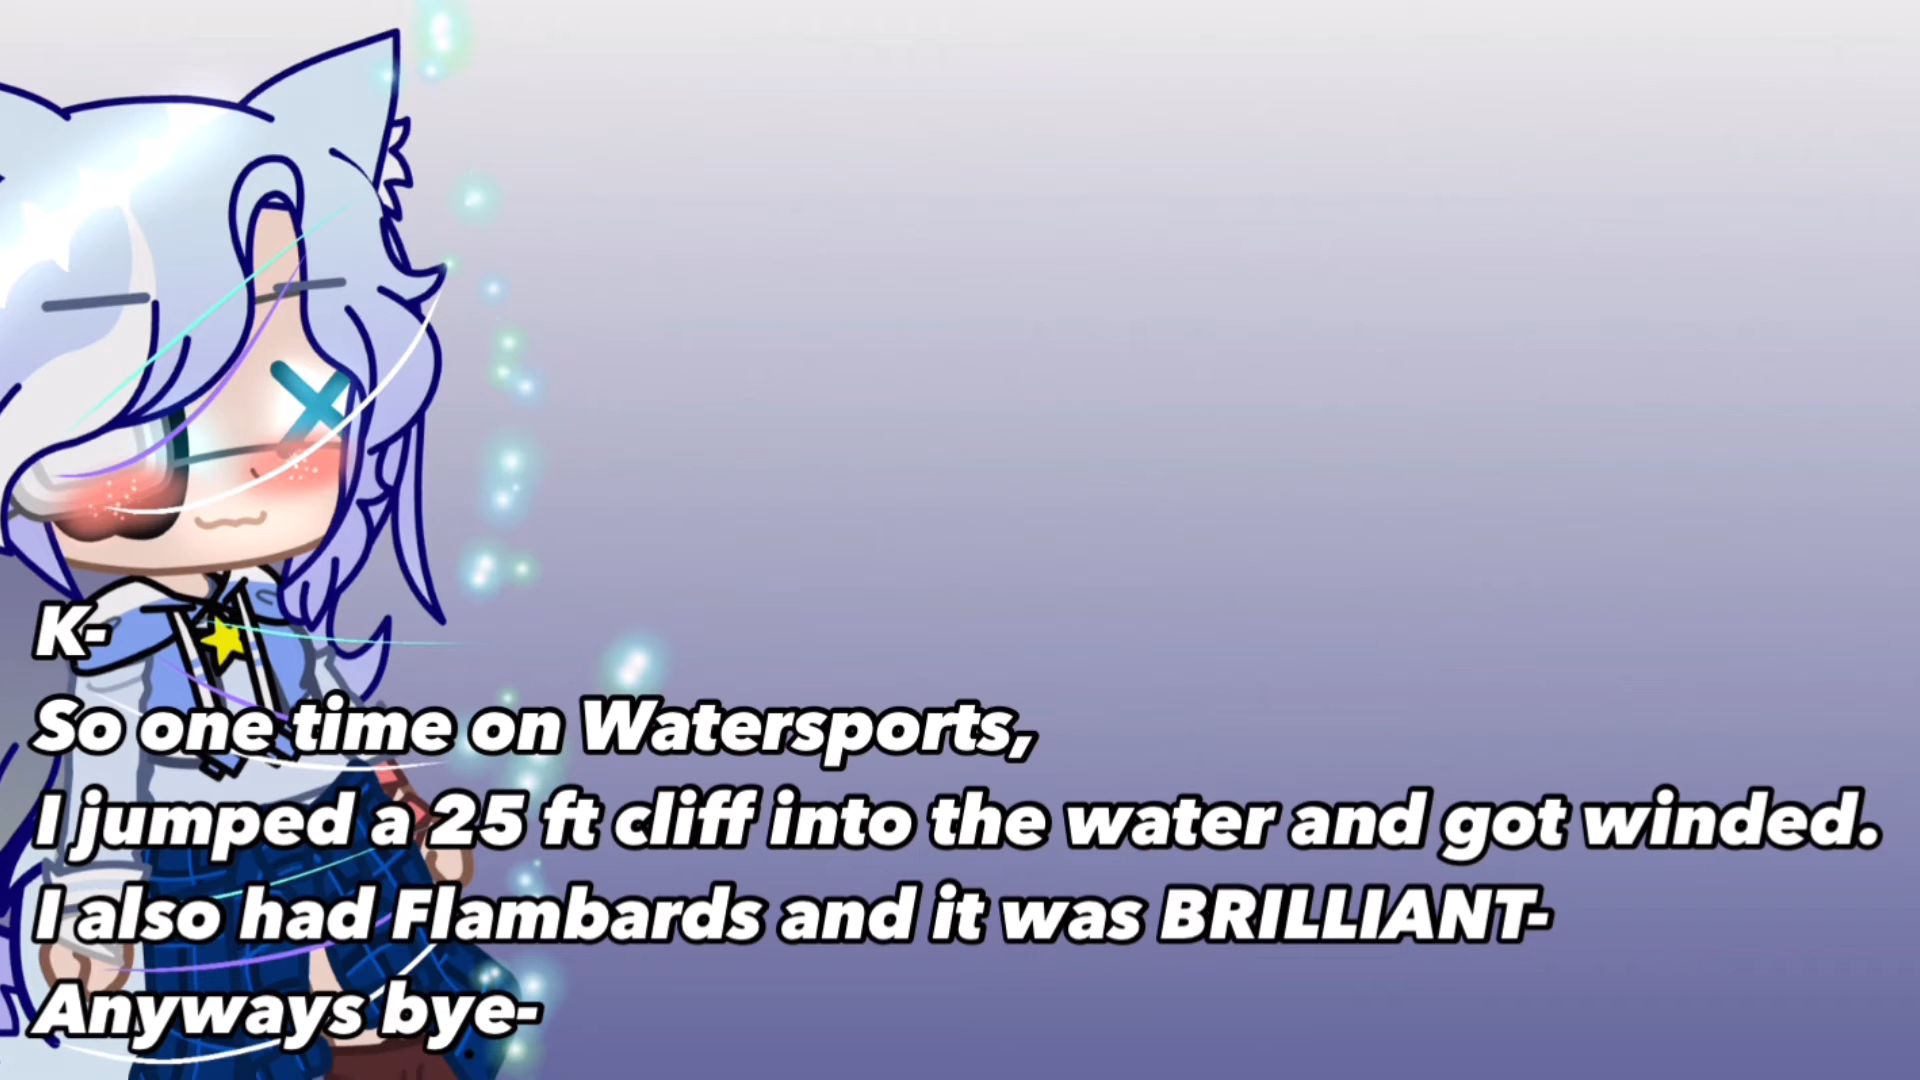 K-
So one time on Watersports,
I jumped a 25 ft cliff into the water and got winded.
I also had Flambards and it was BRILLIANT-
Anyways bye-